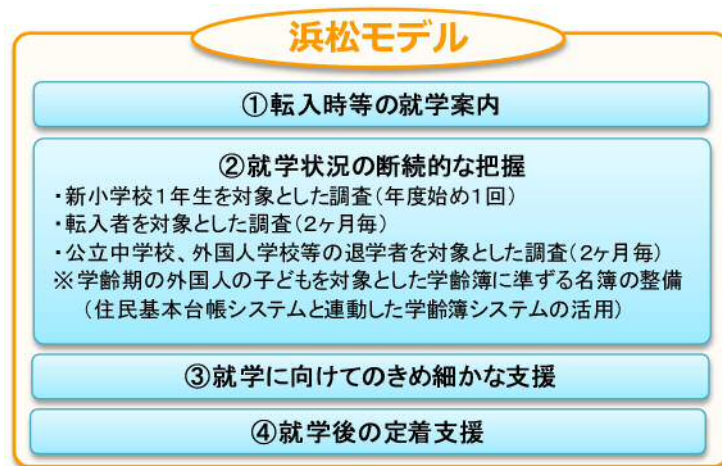 浜松モデル
①転入時等の就学案内
②就学状況の断続的な把握
・新小学校1年生を対象とした調査(年度始め1回)
・転入者を対象とした調査(2ヶ月毎)
・公立中学校、外国人学校等の退学者を対象とした調査(2ヶ月毎)
※学齢期の外国人の子どもを対象とした学齢簿に準ずる名簿の整備
(住民基本台帳システムと連動した学齢簿システムの活用)
③就学に向けてのきめ細かな支援
④就学後の定着支援